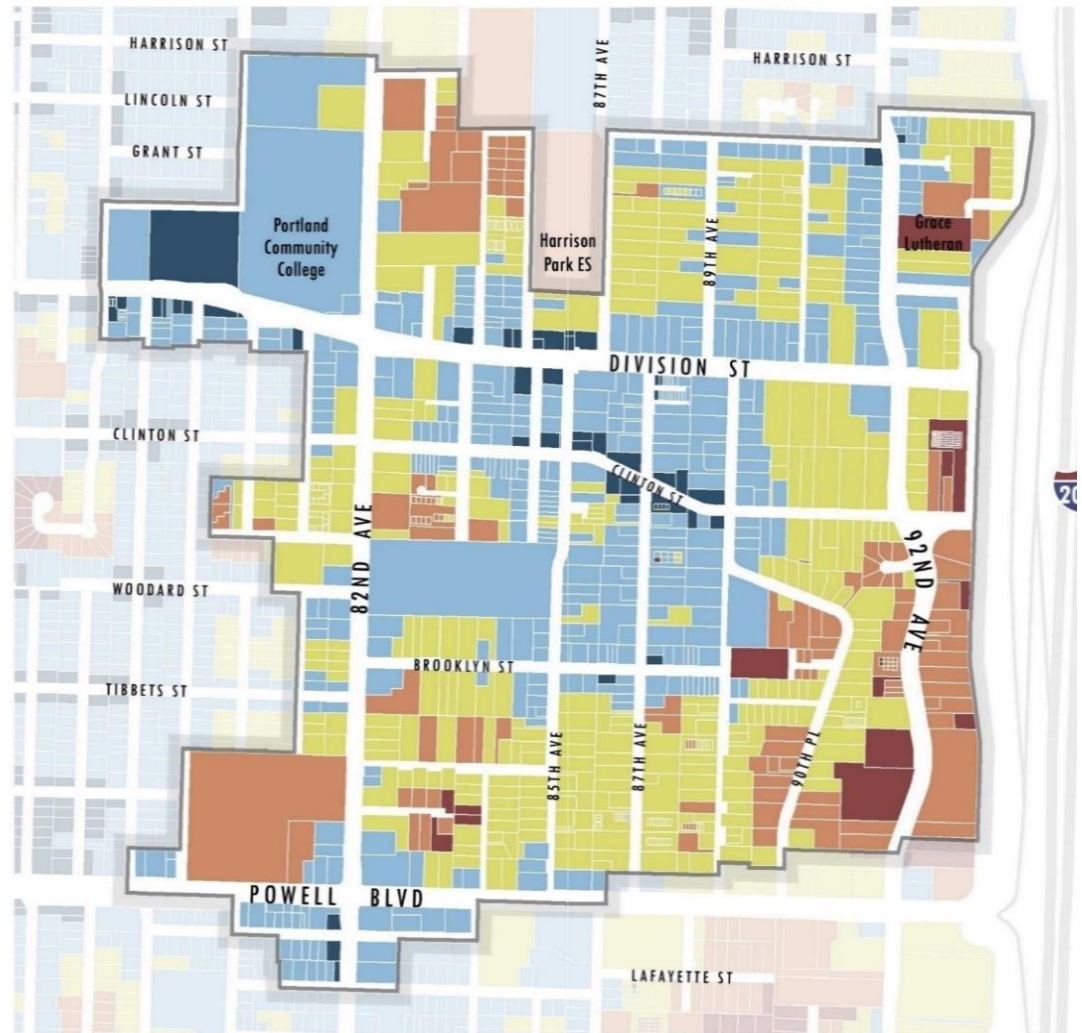 HARRISON ST
87TH AVE
HARRISON ST
LINCOLN ST
GRANT ST
Portland
Community
College
Harrison
Park ES
89TH AVE
Grace
Lutheran
DIVISION ST
CLINTON ST
CLINTON ST
20
82ND AVE
92ND AVE
WOODARD ST
BROOKLYN ST
TIBBETS ST
85TH AVE
87TH AVE
90TH PL
POWELL BLVD
LAFAYETTE ST